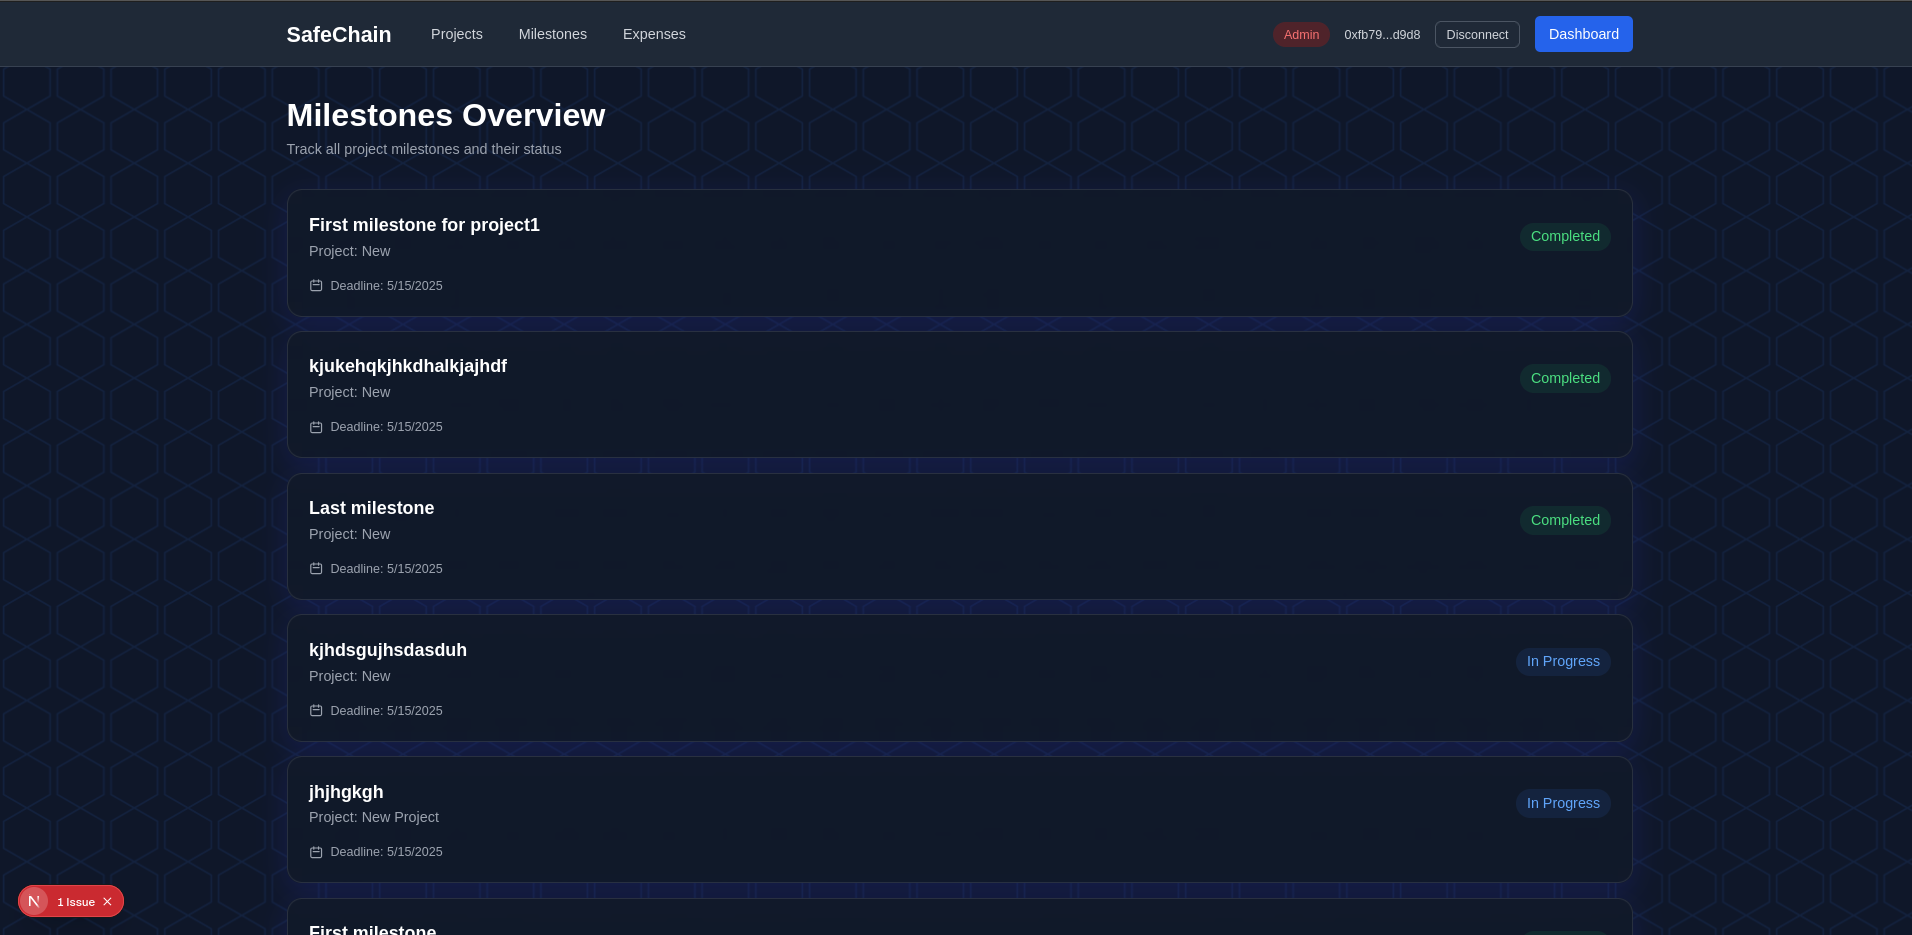 SafeChain Projects Milestones Expenses Admin 0xfb79...d9d8 Disconnect Dashboard
Milestones Overview
Track all project milestones and their status
First milestone for project1
Completed
Project: New
Deadline: 5/15/2025
kjukehqkjhkdhalkjajhdf
Completed
Project: New
Deadline: 5/15/2025
Last milestone
Completed
Project: New
Deadline: 5/15/2025
kjhdsgujhsdasduh
In Progress
Project: New
Deadline: 5/15/2025
jhjhgkgh
In Progress
Project: New Project
Deadline: 5/15/2025
N 1 Issue
First milestone